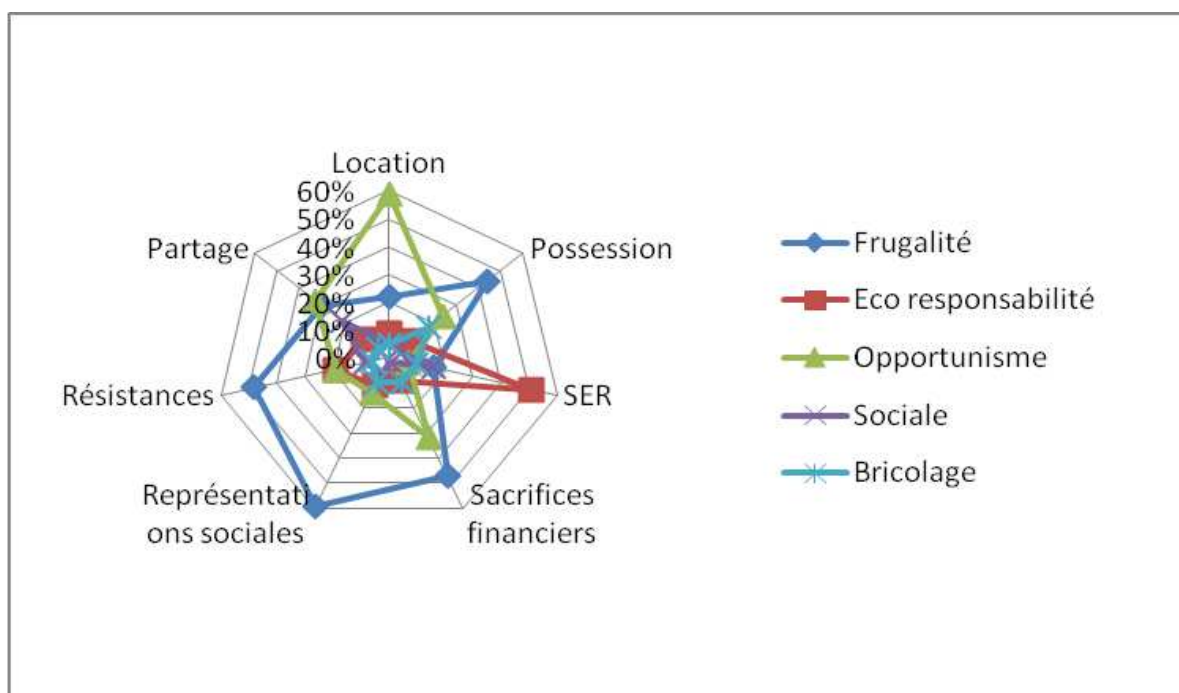 Location
60%
50%
40%
30%
20%
10%
0%
Partage
Possession
Résistances
SER
Représentati
ons sociales
Sacrifices
financiers
Frugalité
Eco responsabilité
Opportunisme
Sociale
Bricolage